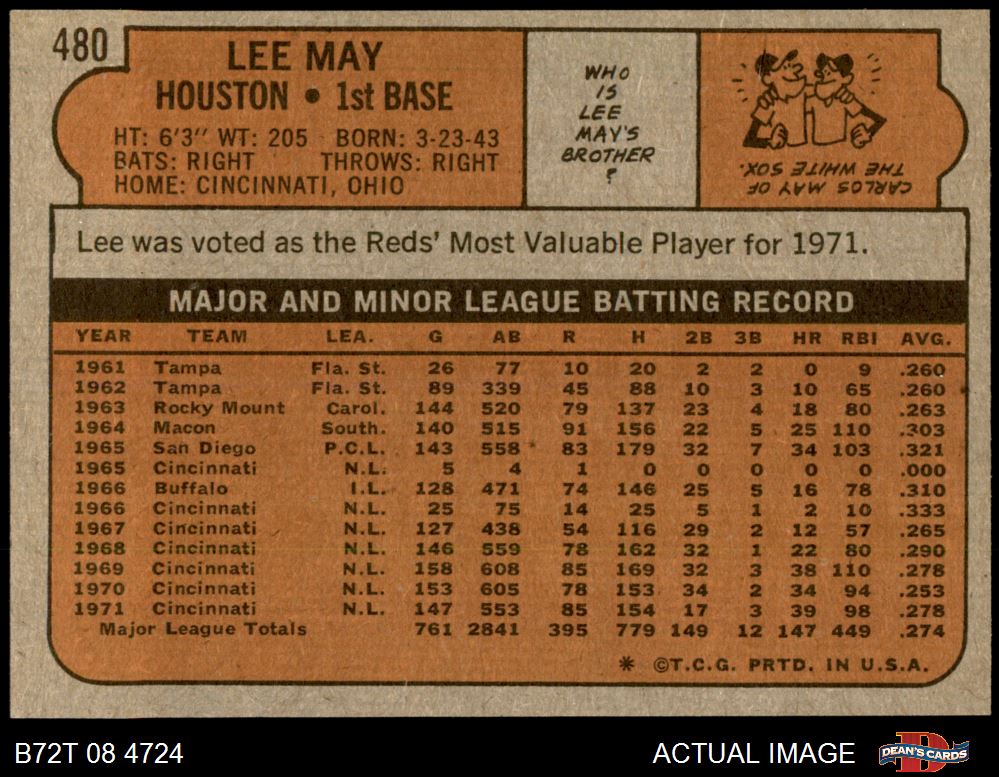 480
LEE MAY
HOUSTON • 1st BASE
HT: 6'3" WT: 205 BORN: 3-23-43
BATS: RIGHT THROWS: RIGHT
HOME: CINCINNATI, OHIO
WHO
IS
LEE
MAY'S
BROTHER
?
CARLOS MAY OF
THE WHITE SOX.
Lee was voted as the Reds' Most Valuable Player for 1971.
MAJOR AND MINOR LEAGUE BATTING RECORD
YEAR TEAM LEA. G AB R H 2B 3B HR RBI AVG.
1961 Tampa Fla. St. 26 77 10 20 2 2 0 9 .260
1962 Tampa Fla. St. 89 339 45 88 10 3 10 65 .260
1963 Rocky Mount Carol. 144 520 79 137 23 4 18 80 .263
1964 Macon South. 140 515 91 156 22 5 25 110 .303
1965 San Diego P.C.L. 143 558 83 179 32 7 34 103 .321
1965 Cincinnati N.L. 5 4 1 0 0 0 0 0 .000
1966 Buffalo I.L. 128 471 74 146 25 5 16 78 .310
1966 Cincinnati N.L. 25 75 14 25 5 1 2 10 .333
1967 Cincinnati N.L. 127 438 54 116 29 2 12 57 .265
1968 Cincinnati N.L. 146 559 78 162 32 1 22 80 .290
1969 Cincinnati N.L. 158 608 85 169 32 3 38 110 .278
1970 Cincinnati N.L. 153 605 78 153 34 2 34 94 .253
1971 Cincinnati N.L. 147 553 85 154 17 3 39 98 .278
Major League Totals 761 2841 395 779 149 12 147 449 .274
* ©T.C.G. PRTD. IN U.S.A.
B72T 08 4724
ACTUAL IMAGE
D
DEAN'S CARDS